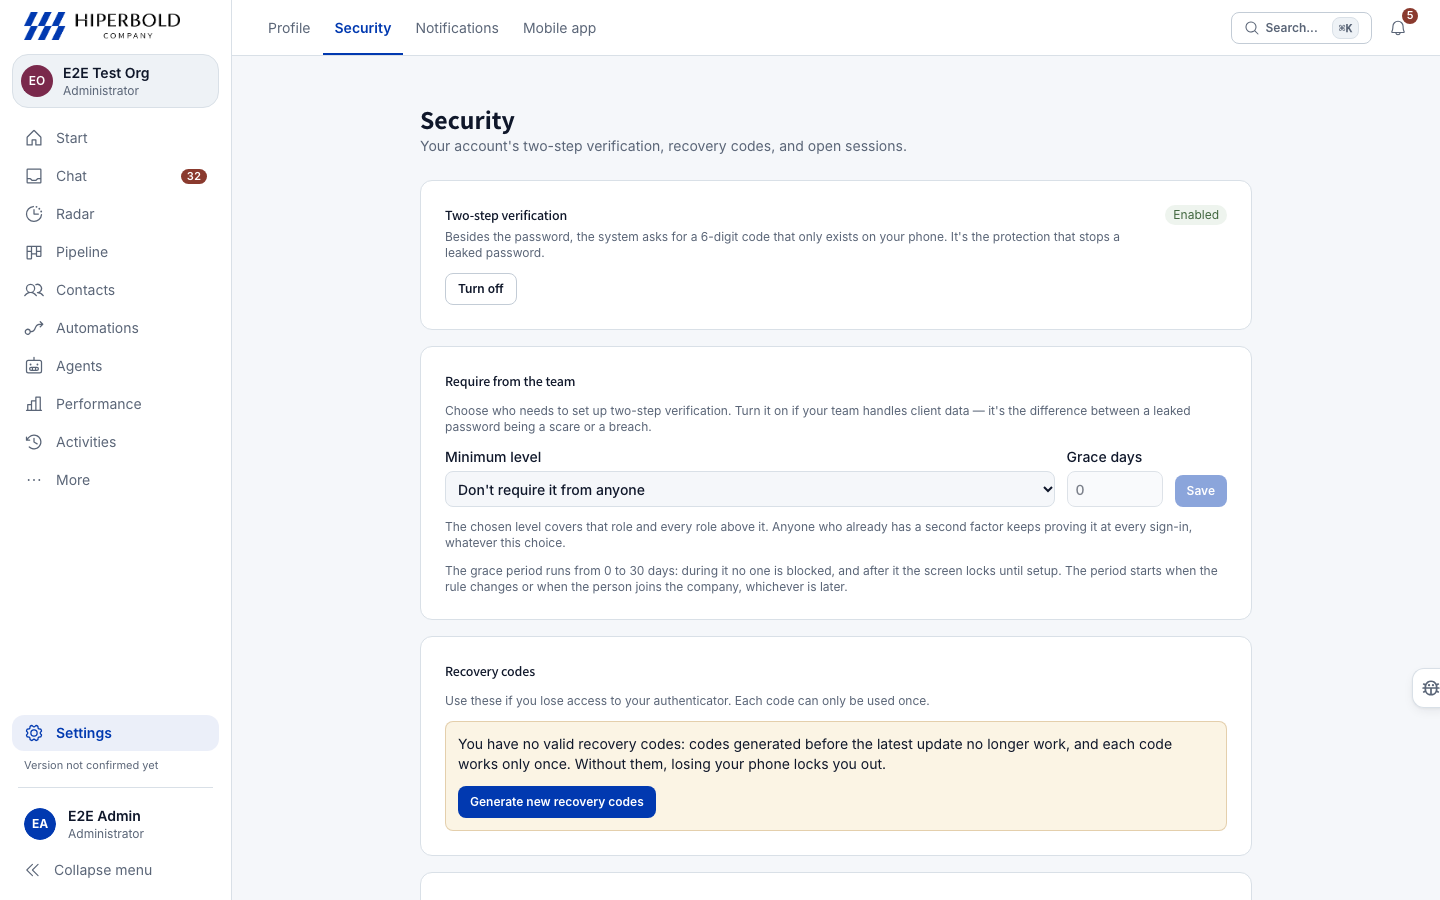 HIPERBOLD
COMPANY
EO
E2E Test Org
Administrator
Start
Chat
32
Radar
Pipeline
Contacts
Automations
Agents
Performance
Activities
More
Settings
Version not confirmed yet
EA
E2E Admin
Administrator
Collapse menu
Profile
Security
Notifications
Mobile app
Search...
⌘K
5
Security
Your account's two-step verification, recovery codes, and open sessions.
Two-step verification
Enabled
Besides the password, the system asks for a 6-digit code that only exists on your phone. It's the protection that stops a
leaked password.
Turn off
Require from the team
Choose who needs to set up two-step verification. Turn it on if your team handles client data — it's the difference between a leaked
password being a scare or a breach.
Minimum level
Grace days
Don't require it from anyone
0
Save
The chosen level covers that role and every role above it. Anyone who already has a second factor keeps proving it at every sign-in,
whatever this choice.
The grace period runs from 0 to 30 days: during it no one is blocked, and after it the screen locks until setup. The period starts when the
rule changes or when the person joins the company, whichever is later.
Recovery codes
Use these if you lose access to your authenticator. Each code can only be used once.
You have no valid recovery codes: codes generated before the latest update no longer work, and each code
works only once. Without them, losing your phone locks you out.
Generate new recovery codes